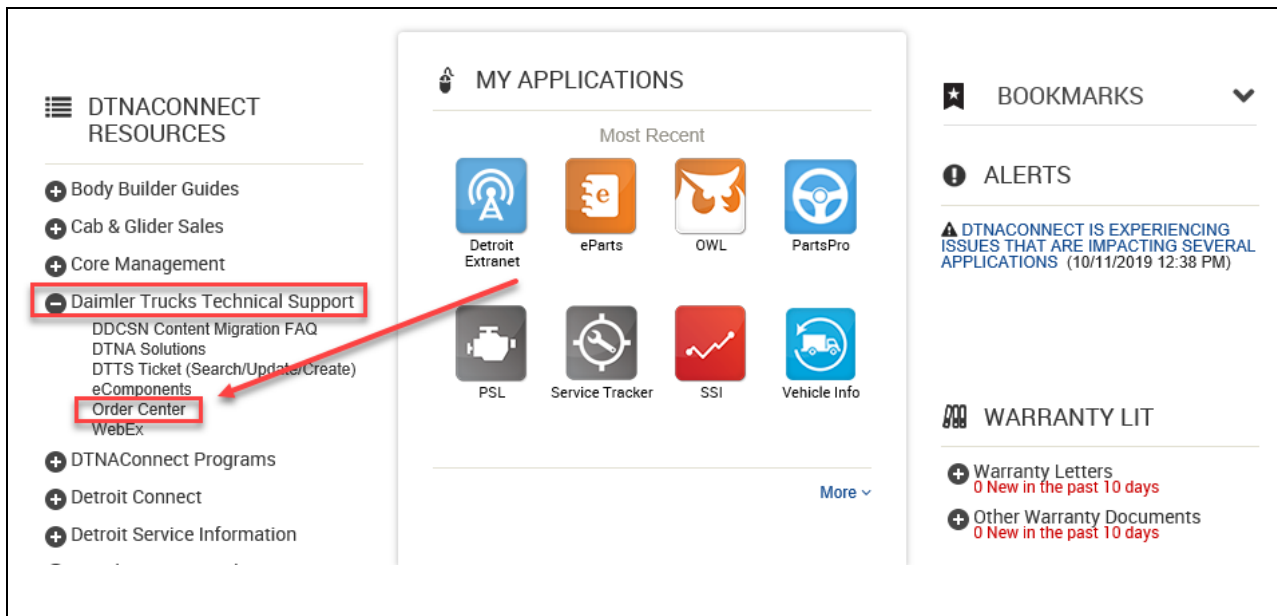 DTNACONNECT
RESOURCES
Body Builder Guides
Cab & Glider Sales
Core Management
Daimler Trucks Technical Support
DDCSN Content Migration FAQ
DTNA Solutions
DTTS Ticket (Search/Update/Create)
eComponents
Order Center
WebEx
DTNAConnect Programs
Detroit Connect
Detroit Service Information
MY APPLICATIONS
Most Recent
Detroit
Extranet
e
eParts
OWL
PartsPro
PSL
Service Tracker
SSI
Vehicle Info
More
BOOKMARKS
ALERTS
DTNACONNECT IS EXPERIENCING
ISSUES THAT ARE IMPACTING SEVERAL
APPLICATIONS (10/11/2019 12:38 PM)
WARRANTY LIT
Warranty Letters
0 New in the past 10 days
Other Warranty Documents
0 New in the past 10 days